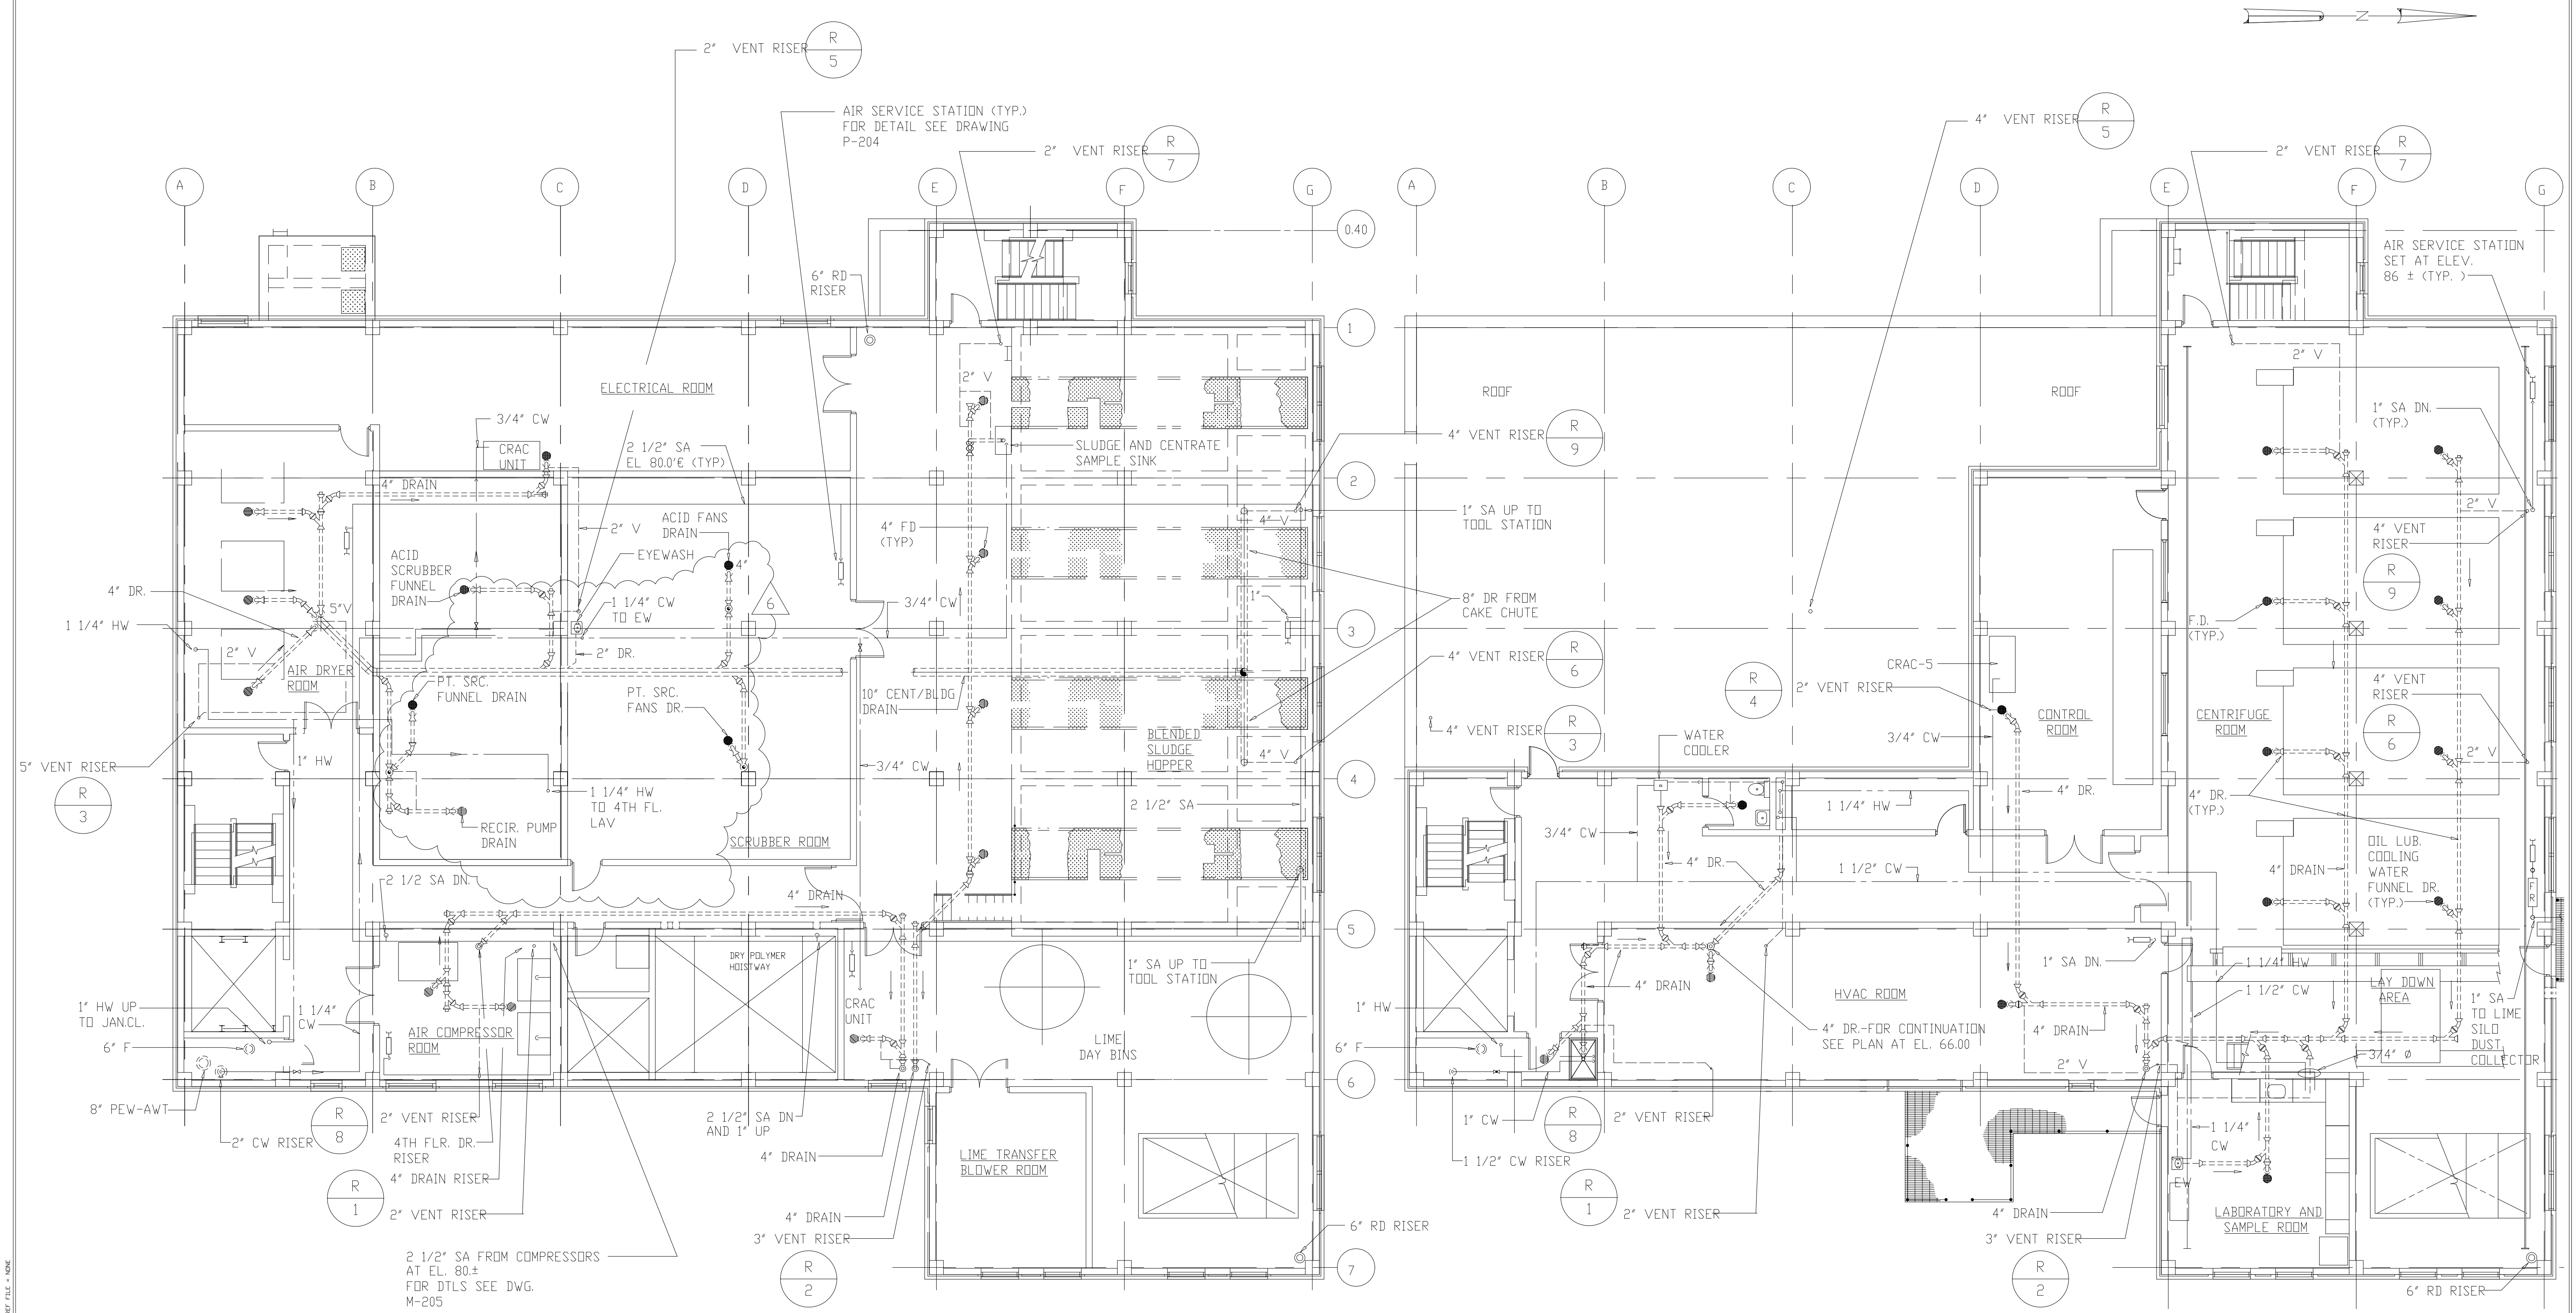 N
2" VENT RISER
R
5
AIR SERVICE STATION (TYP.)
FOR DETAIL SEE DRAWING
P-204
2" VENT RISER
R
7
A
B
C
D
E
F
G
0.40
6" RD
RISER
1
ELECTRICAL ROOM
2" V
3/4" CW
CRAC
UNIT
2 1/2" SA
EL 80.0'€ (TYP)
SLUDGE AND CENTRATE
SAMPLE SINK
4" VENT RISER
R
9
4" DRAIN
2
4" V
1" SA UP TO
TOOL STATION
2" V
ACID FANS
DRAIN
4" FD
(TYP)
EYEWASH
ACID
SCRUBBER
FUNNEL
DRAIN
4"
4" DR.
5"V
6
1 1/4" CW
TO EW
3/4" CW
1"
8" DR FROM
CAKE CHUTE
1 1/4" HW
3
2" V
2" DR.
AIR DRYER
ROOM
4" VENT RISER
R
6
PT. SRC.
FUNNEL DRAIN
PT. SRC.
FANS DR.
10" CENT/BLDG
DRAIN
BLENDED
SLUDGE
HOPPER
4" V
5" VENT RISER
R
3
1" HW
3/4" CW
4
1 1/4" HW
TO 4TH FL.
LAV
2 1/2" SA
RECIR. PUMP
DRAIN
SCRUBBER ROOM
2 1/2 SA DN.
4" DRAIN
5
DRY POLYMER
HOISTWAY
1" SA UP TO
TOOL STATION
1" HW UP
TO JAN.CL.
1 1/4"
CW
CRAC
UNIT
6" F
AIR COMPRESSOR
ROOM
LIME
DAY BINS
6
8" PEW-AWT
2" CW RISER
R
8
2" VENT RISER
4TH FLR. DR.
RISER
4" DRAIN RISER
R
1
2" VENT RISER
2 1/2" SA DN
AND 1" UP
4" DRAIN
LIME TRANSFER
BLOWER ROOM
4" DRAIN
3" VENT RISER
R
2
6" RD RISER
2 1/2" SA FROM COMPRESSORS
AT EL. 80.±
FOR DTLS SEE DWG.
M-205
7
REF FILE = NONE
4" VENT RISER
R
5
2" VENT RISER
R
7
A
B
C
D
E
F
G
AIR SERVICE STATION
SET AT ELEV.
86 ± (TYP. )
2" V
ROOF
ROOF
1" SA DN.
(TYP.)
2" V
4" VENT
RISER
R
9
F.D.
(TYP.)
CRAC-5
R
4
2" VENT RISER
4" VENT
RISER
CONTROL
ROOM
CENTRIFUGE
ROOM
R
6
4" VENT RISER
R
3
WATER
COOLER
3/4" CW
2" V
4" DR.
4" DR.
(TYP.)
1 1/4" HW
3/4" CW
OIL LUB.
COOLING
WATER
FUNNEL DR.
(TYP.)
4" DR.
1 1/2" CW
4" DRAIN
F
R
1" SA DN.
1 1/4" HW
4" DRAIN
HVAC ROOM
1 1/2" CW
LAY DOWN
AREA
1" SA
TO LIME
SILO
DUST
COLLECTOR
1" HW
4" DR.-FOR CONTINUATION
SEE PLAN AT EL. 66.00
4" DRAIN
6" F
3/4" Ø
2" V
1" CW
R
8
2" VENT RISER
1 1/4"
CW
1 1/2" CW RISER
EW
R
1
2" VENT RISER
4" DRAIN
LABORATORY AND
SAMPLE ROOM
3" VENT RISER
R
2
6" RD RISER